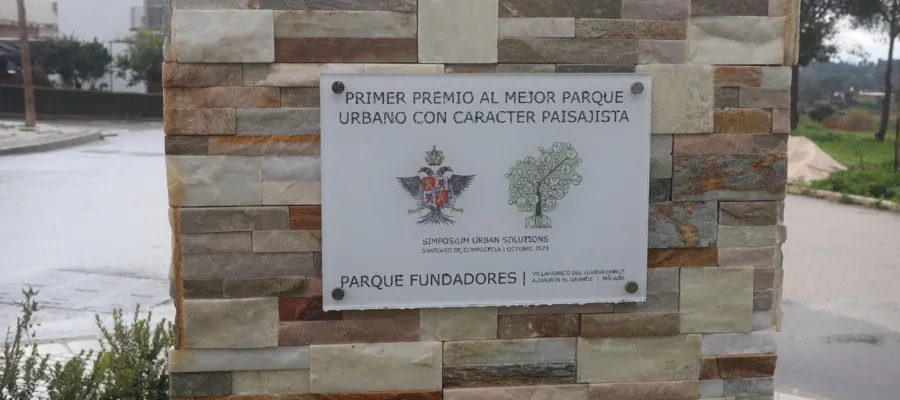 PRIMER PREMIO AL MEJOR PARQUE
URBANO CON CARACTER PAISAJISTA
SIMPOSIUM URBAN SOLUTIONS
SANTIAGO DE COMPOSTELA | OCTUBRE 2021
PARQUE FUNDADORES |
VILLAFRANCO DEL GUADALHORCE
ALHAURÍN EL GRANDE | MÁLAGA